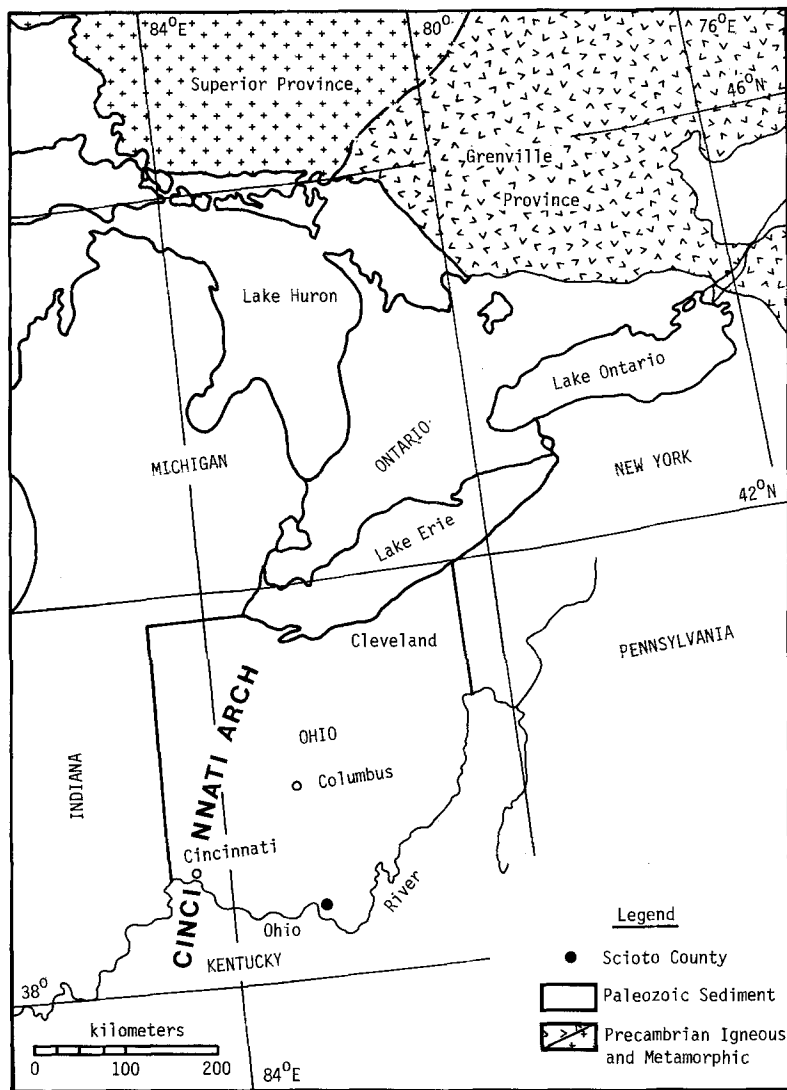 84°E
80°
76°E
Superior Province
46°N
Grenville
Province
Lake Huron
Lake Ontario
ONTARIO
MICHIGAN
NEW YORK
42°N
Lake Erie
Cleveland
PENNSYLVANIA
CINCINNATI ARCH
OHIO
Columbus
INDIANA
Cincinnati
River
Ohio
KENTUCKY
38°
Legend
Scioto County
Paleozoic Sediment
Precambrian Igneous
and Metamorphic
kilometers
0 100 200
84°E